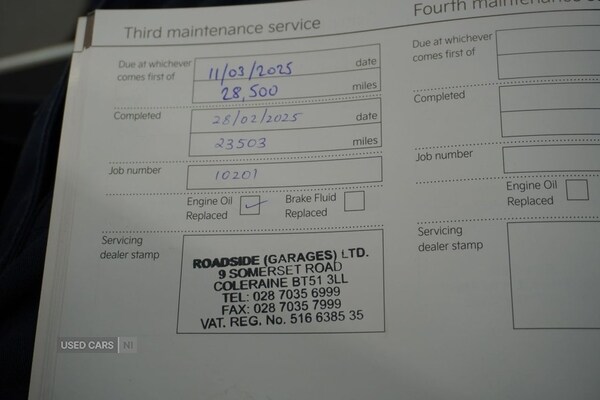 Third maintenance service
Due at whichever comes first of
11/03/2025 date
28,500 miles
Completed
28/02/2025 date
23503 miles
Job number
10201
Engine Oil Replaced
Brake Fluid Replaced
Servicing dealer stamp
ROADSIDE (GARAGES) LTD.
9 SOMERSET ROAD
COLERAINE BT51 3LL
TEL: 028 7035 6999
FAX: 028 7035 7999
VAT. REG. No. 516 6385 35
Fourth maintenance
Due at whichever comes first of
Completed
Job number
Engine Oil Replaced
Servicing dealer stamp
USED CARS NI